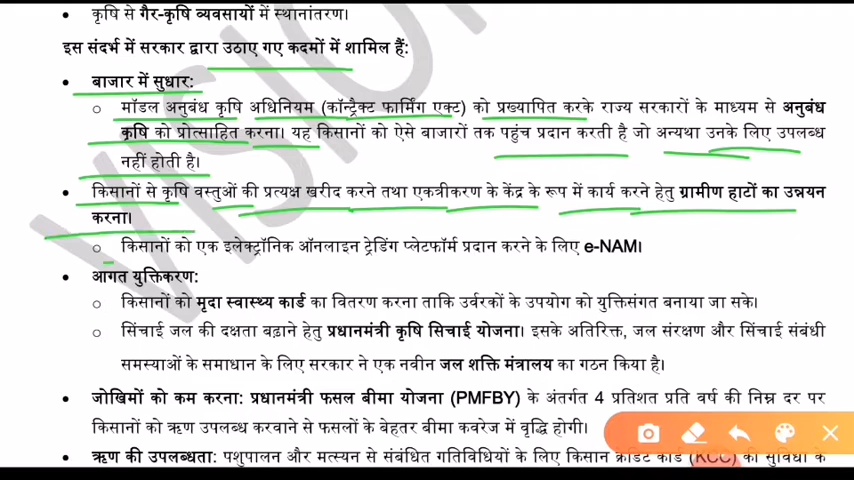 • कृषि से गैर-कृषि व्यवसायों में स्थानांतरण।
इस संदर्भ में सरकार द्वारा उठाए गए कदमों में शामिल हैं:
• बाजार में सुधार:
○ मॉडल अनुबंध कृषि अधिनियम (कॉन्ट्रैक्ट फार्मिंग एक्ट) को प्रख्यापित करके राज्य सरकारों के माध्यम से अनुबंध
कृषि को प्रोत्साहित करना। यह किसानों को ऐसे बाजारों तक पहुंच प्रदान करती है जो अन्यथा उनके लिए उपलब्ध
नहीं होती है।
• किसानों से कृषि वस्तुओं की प्रत्यक्ष खरीद करने तथा एकत्रीकरण के केंद्र के रूप में कार्य करने हेतु ग्रामीण हाटों का उन्नयन
करना।
○ किसानों को एक इलेक्ट्रॉनिक ऑनलाइन ट्रेडिंग प्लेटफॉर्म प्रदान करने के लिए e-NAM।
• आगत युक्तिकरण:
○ किसानों को मृदा स्वास्थ्य कार्ड का वितरण करना ताकि उर्वरकों के उपयोग को युक्तिसंगत बनाया जा सके।
○ सिंचाई जल की दक्षता बढ़ाने हेतु प्रधानमंत्री कृषि सिचाई योजना। इसके अतिरिक्त, जल संरक्षण और सिंचाई संबंधी
समस्याओं के समाधान के लिए सरकार ने एक नवीन जल शक्ति मंत्रालय का गठन किया है।
• जोखिमों को कम करना: प्रधानमंत्री फसल बीमा योजना (PMFBY) के अंतर्गत 4 प्रतिशत प्रति वर्ष की निम्न दर पर
किसानों को ऋण उपलब्ध करवाने से फसलों के बेहतर बीमा कवरेज में वृद्धि होगी।
• ऋण की उपलब्धता: पशुपालन और मत्स्यन से संबंधित गतिविधियों के लिए किसान क्रेडिट कार्ड (KCC) की सुविधा के
VISION